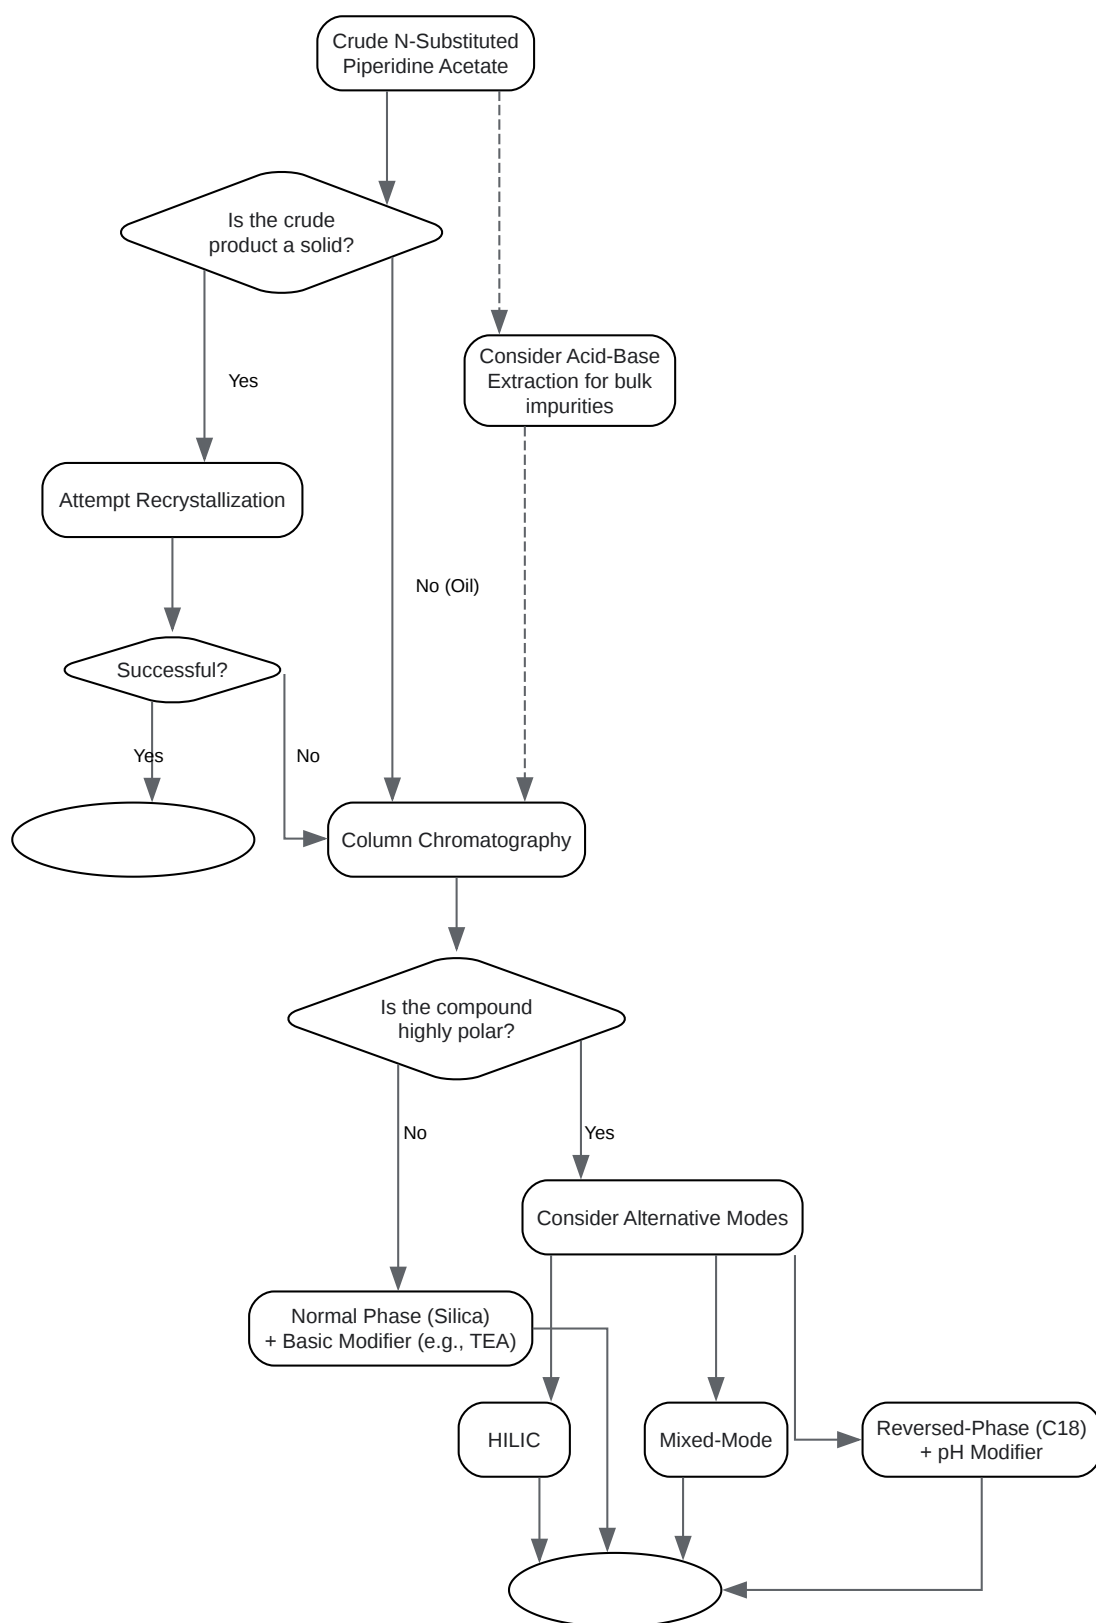 Crude N-Substituted
Piperidine Acetate
Is the crude
product a solid?
Consider Acid-Base
Extraction for bulk
impurities
Yes
Attempt Recrystallization
No (Oil)
Successful?
Yes
No
Column Chromatography
Is the compound
highly polar?
No
Yes
Consider Alternative Modes
Normal Phase (Silica)
+ Basic Modifier (e.g., TEA)
HILIC
Mixed-Mode
Reversed-Phase (C18)
+ pH Modifier